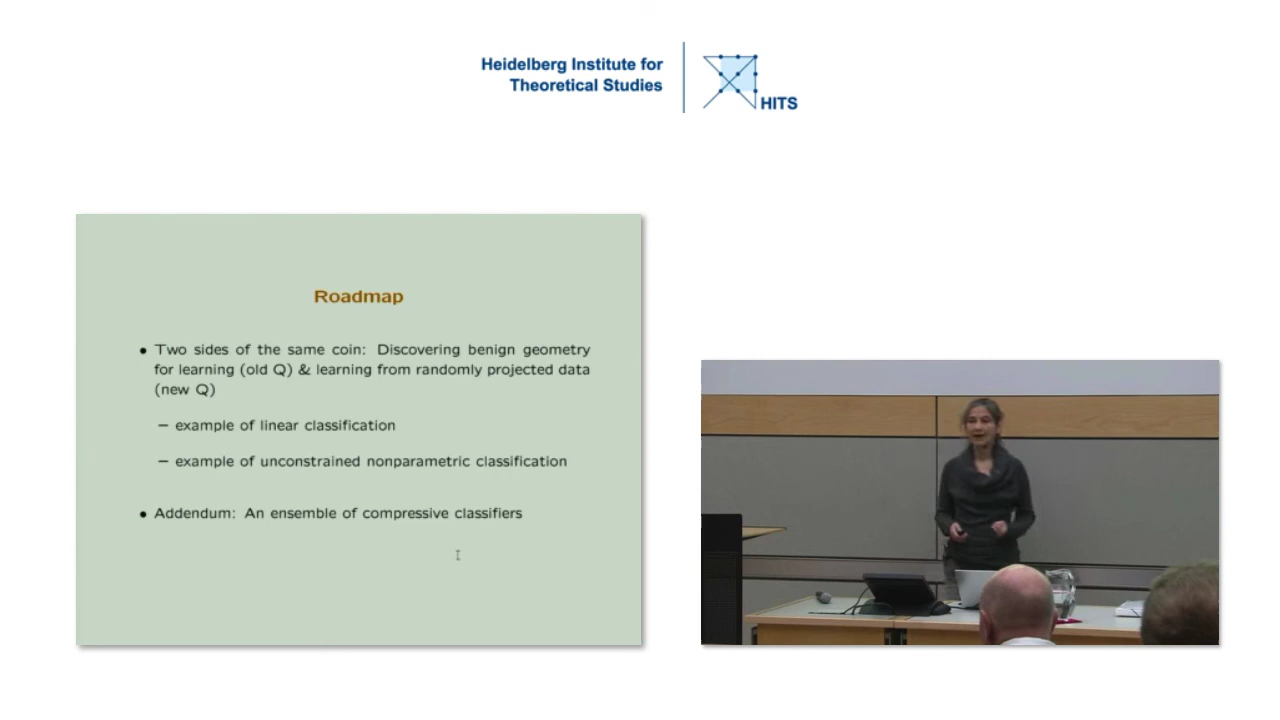 Heidelberg Institute for
Theoretical Studies
HITS
Roadmap
• Two sides of the same coin: Discovering benign geometry
for learning (old Q) & learning from randomly projected data
(new Q)
– example of linear classification
– example of unconstrained nonparametric classification
• Addendum: An ensemble of compressive classifiers